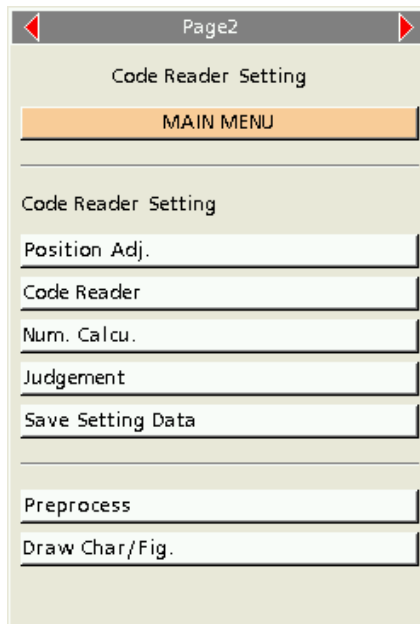 Page2
Code Reader Setting
MAIN MENU
Code Reader Setting
Position Adj.
Code Reader
Num. Calcu.
Judgement
Save Setting Data
Preprocess
Draw Char/Fig.